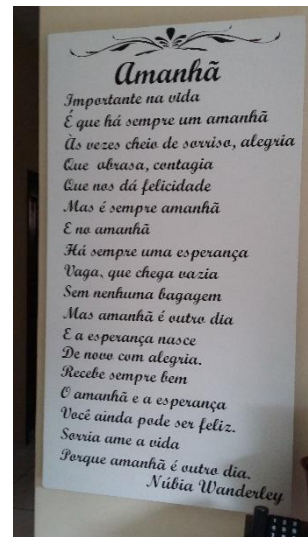 Amanhã
Importante na vida
É que há sempre um amanhã
Às vezes cheio de sorriso, alegria
Que obrasa, contagia
Que nos dá felicidade
Mas é sempre amanhã
E no amanhã
Há sempre uma esperança
Vaga, que chega vazia
Sem nenhuma bagagem
Mas amanhã é outro dia
E a esperança nasce
De novo com alegria.
Recebe sempre bem
O amanhã e a esperança
Você ainda pode ser feliz.
Sorria ame a vida
Porque amanhã é outro dia.
Núbia Wanderley